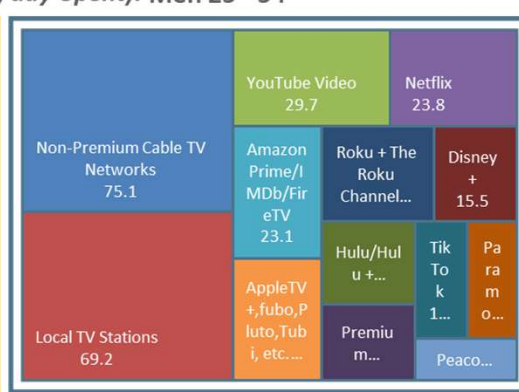 Men 25 - 54
Non-Premium Cable TV
Networks
75.1
Local TV Stations
69.2
YouTube Video
29.7
Netflix
23.8
Amazon
Prime/I
MDb/Fir
eTV
23.1
AppleTV
+,fubo,P
luto,Tub
i, etc....
Roku + The
Roku
Channel...
Disney
+
15.5
Hulu/Hul
u +...
Premiu
m...
Tik
To
k
1...
Pa
ra
m
o...
Peaco...